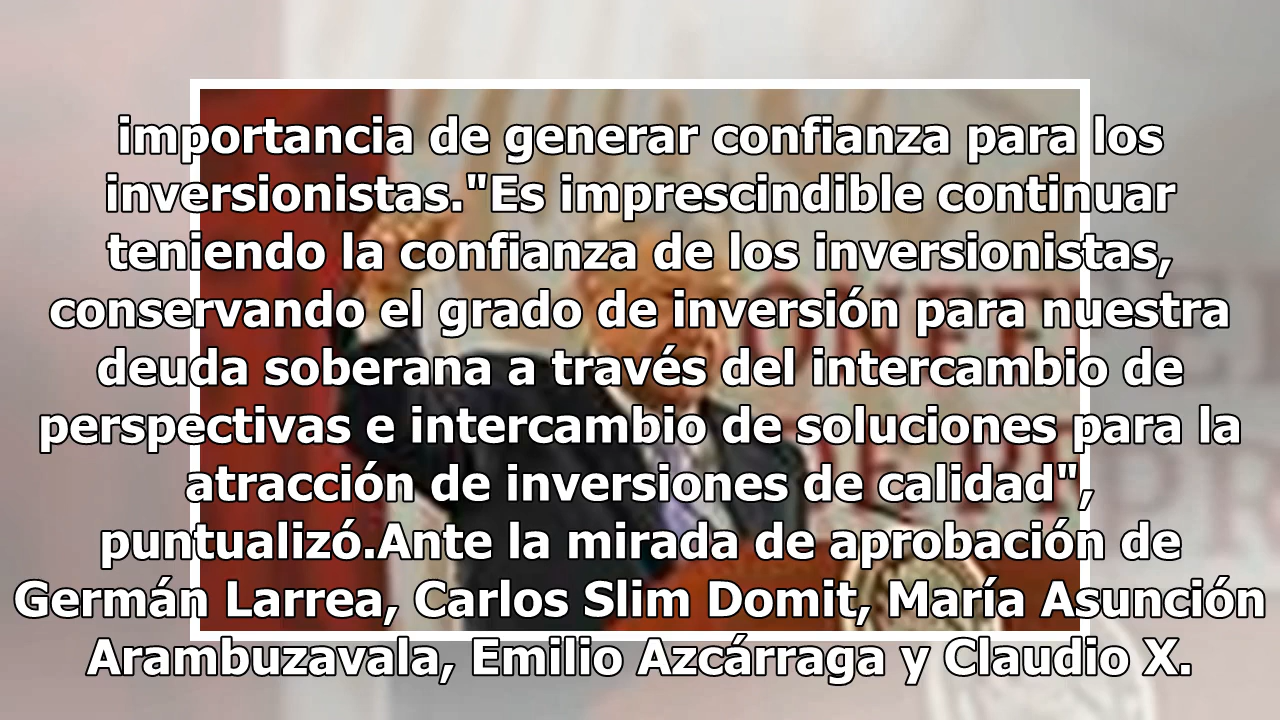 importancia de generar confianza para los
inversionistas."Es imprescindible continuar
teniendo la confianza de los inversionistas,
conservando el grado de inversión para nuestra
deuda soberana a través del intercambio de
perspectivas e intercambio de soluciones para la
atracción de inversiones de calidad",
puntualizó.Ante la mirada de aprobación de
Germán Larrea, Carlos Slim Domit, María Asunción
Arambuzavala, Emilio Azcárraga y Claudio X.